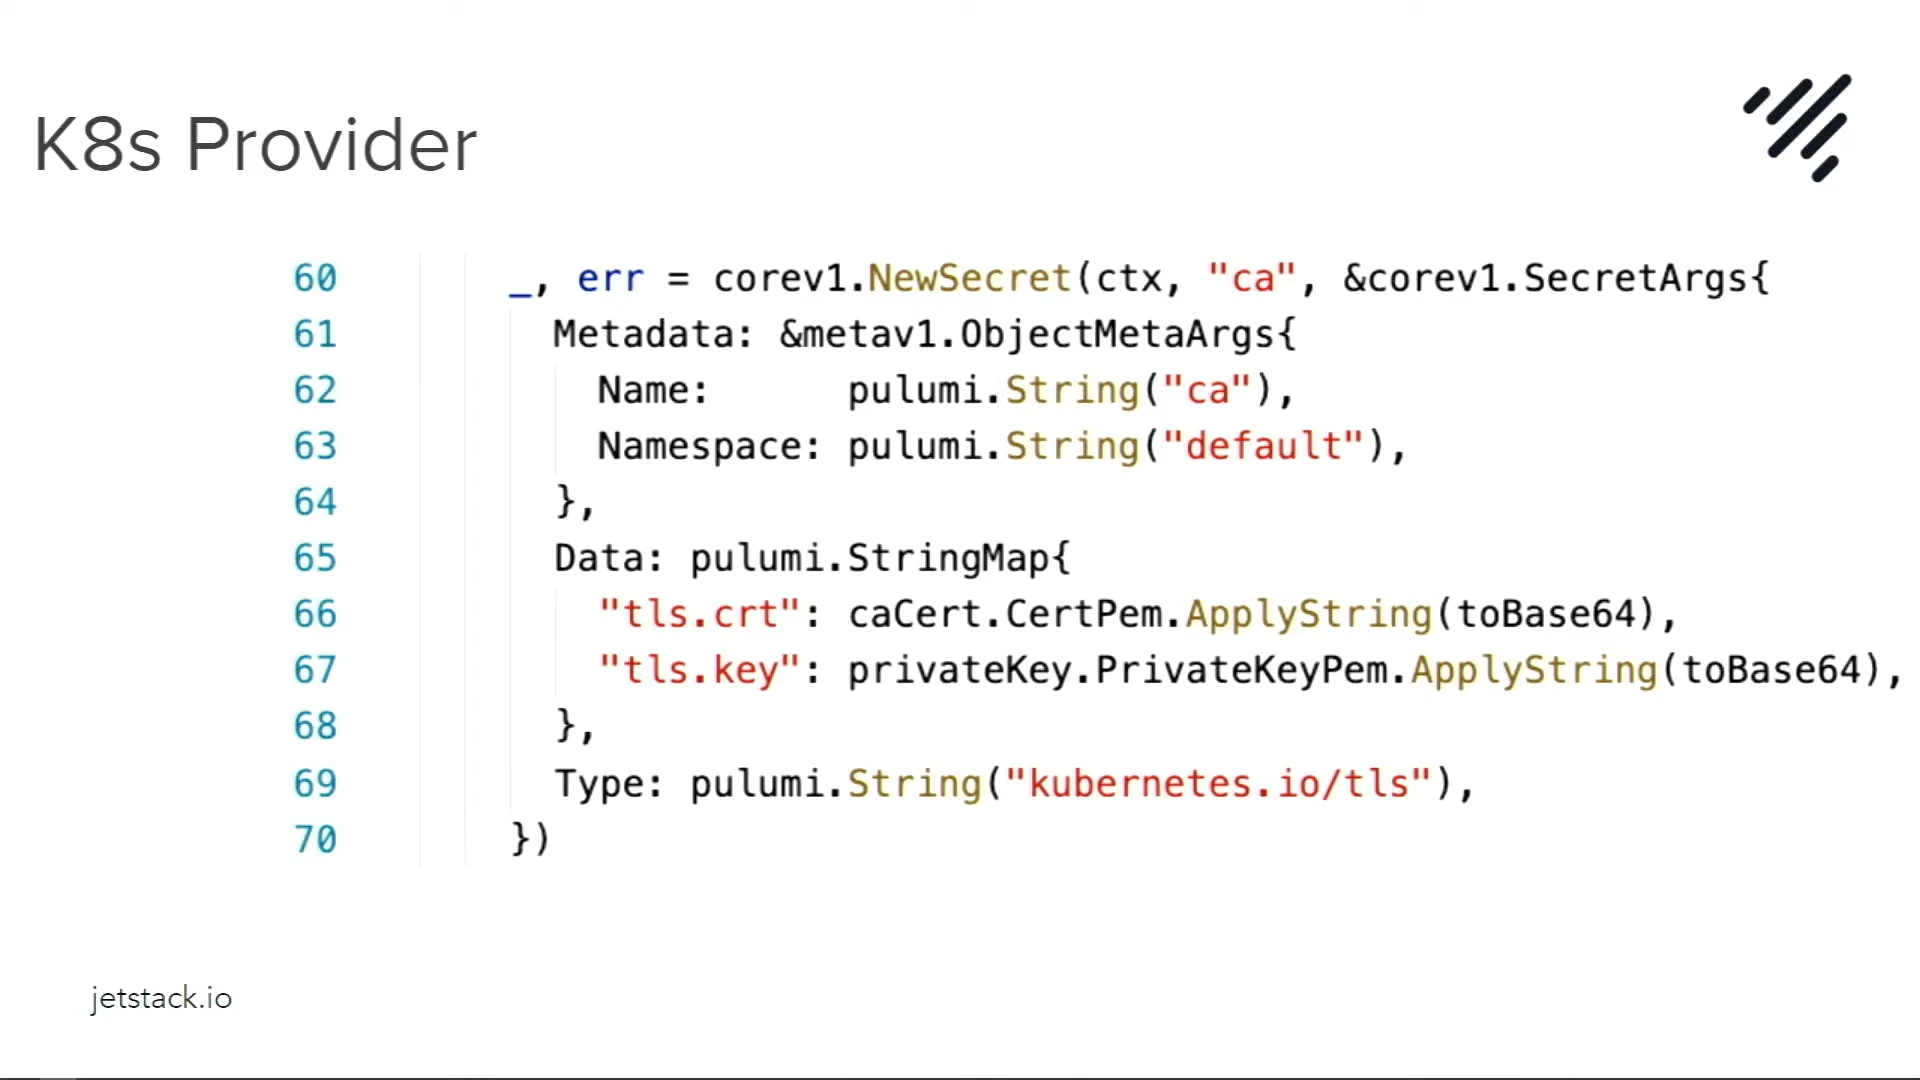 K8s Provider
60 _, err = corev1.NewSecret(ctx, "ca", &corev1.SecretArgs{
61 Metadata: &metav1.ObjectMetaArgs{
62 Name: pulumi.String("ca"),
63 Namespace: pulumi.String("default"),
64 },
65 Data: pulumi.StringMap{
66 "tls.crt": caCert.CertPem.ApplyString(toBase64),
67 "tls.key": privateKey.PrivateKeyPem.ApplyString(toBase64),
68 },
69 Type: pulumi.String("kubernetes.io/tls"),
70 })
jetstack.io